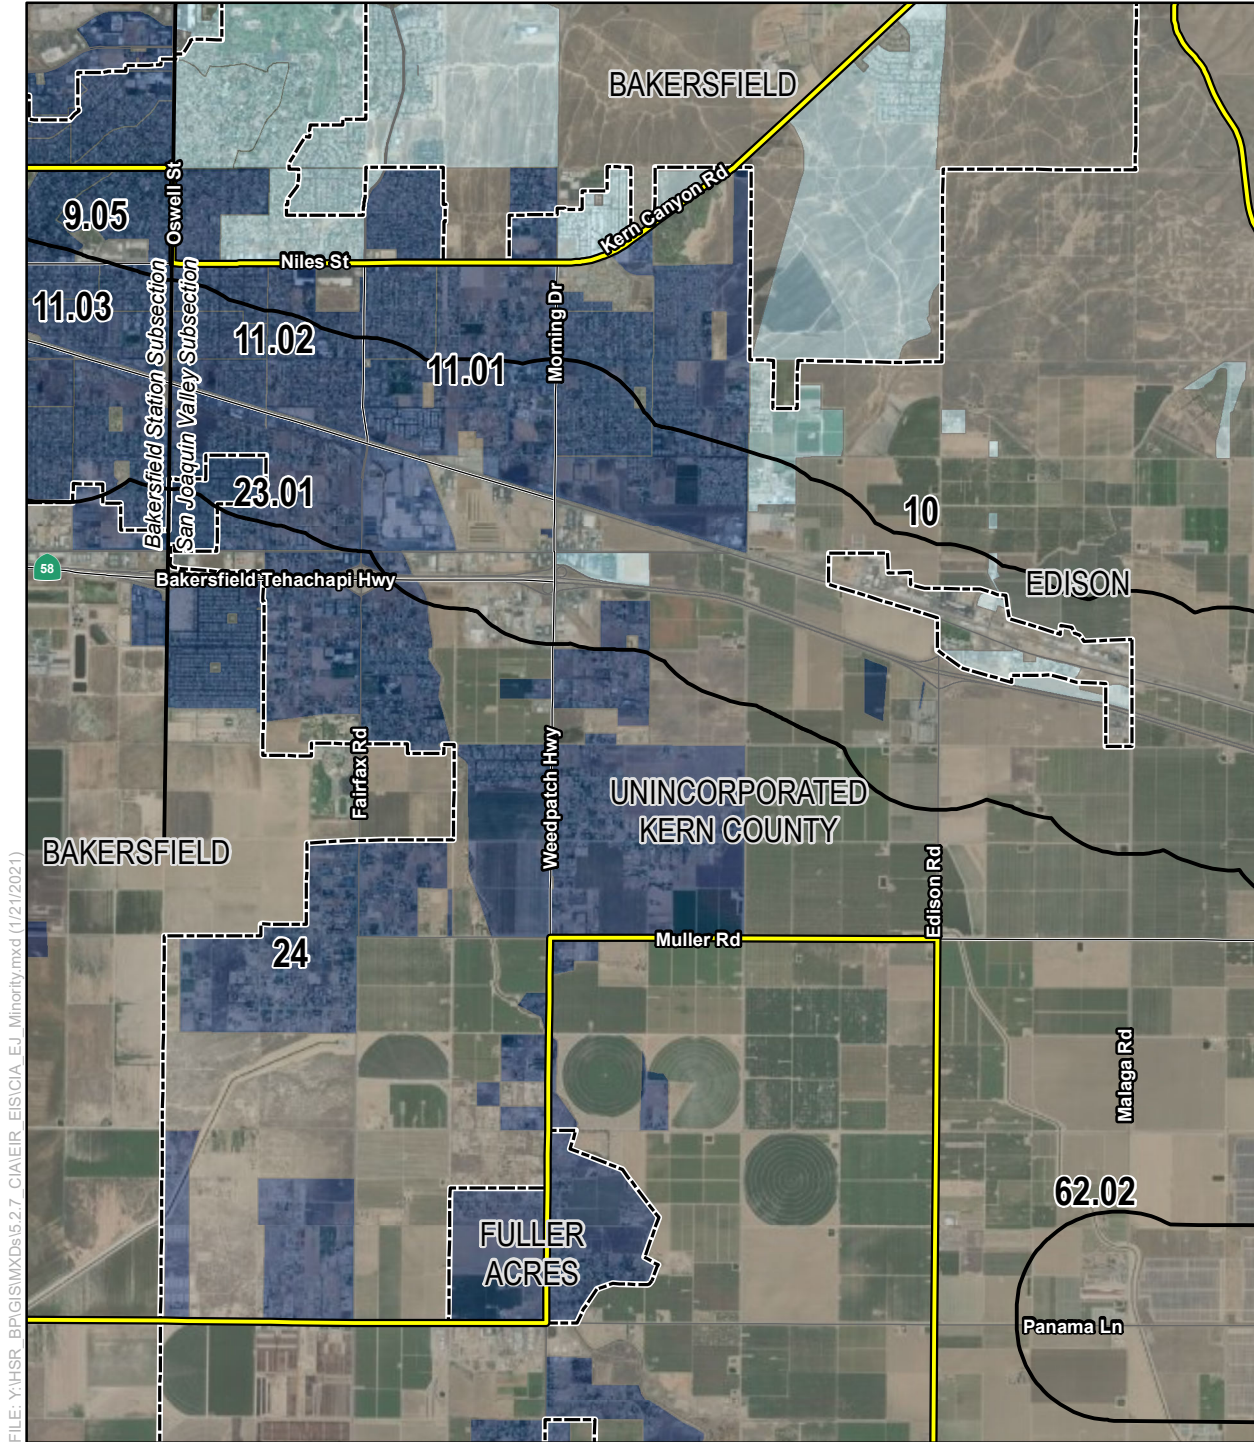 BAKERSFIELD
Oswell St
9.05
Kern Canyon Rd
Niles St
11.03
Bakersfield Station Subsection
San Joaquin Valley Subsection
11.02
Morning Dr
11.01
23.01
10
58
Bakersfield Tehachapi Hwy
EDISON
Fairfax Rd
Weedpatch Hwy
UNINCORPORATED
KERN COUNTY
BAKERSFIELD
Edison Rd
Muller Rd
24
Malaga Rd
62.02
FULLER
ACRES
Panama Ln
FILE: Y:\HSR_BP\GIS\MXDs\5.2.7_CIA\EIR_EIS\CIA_EJ_Minority.mxd (1/21/2021)